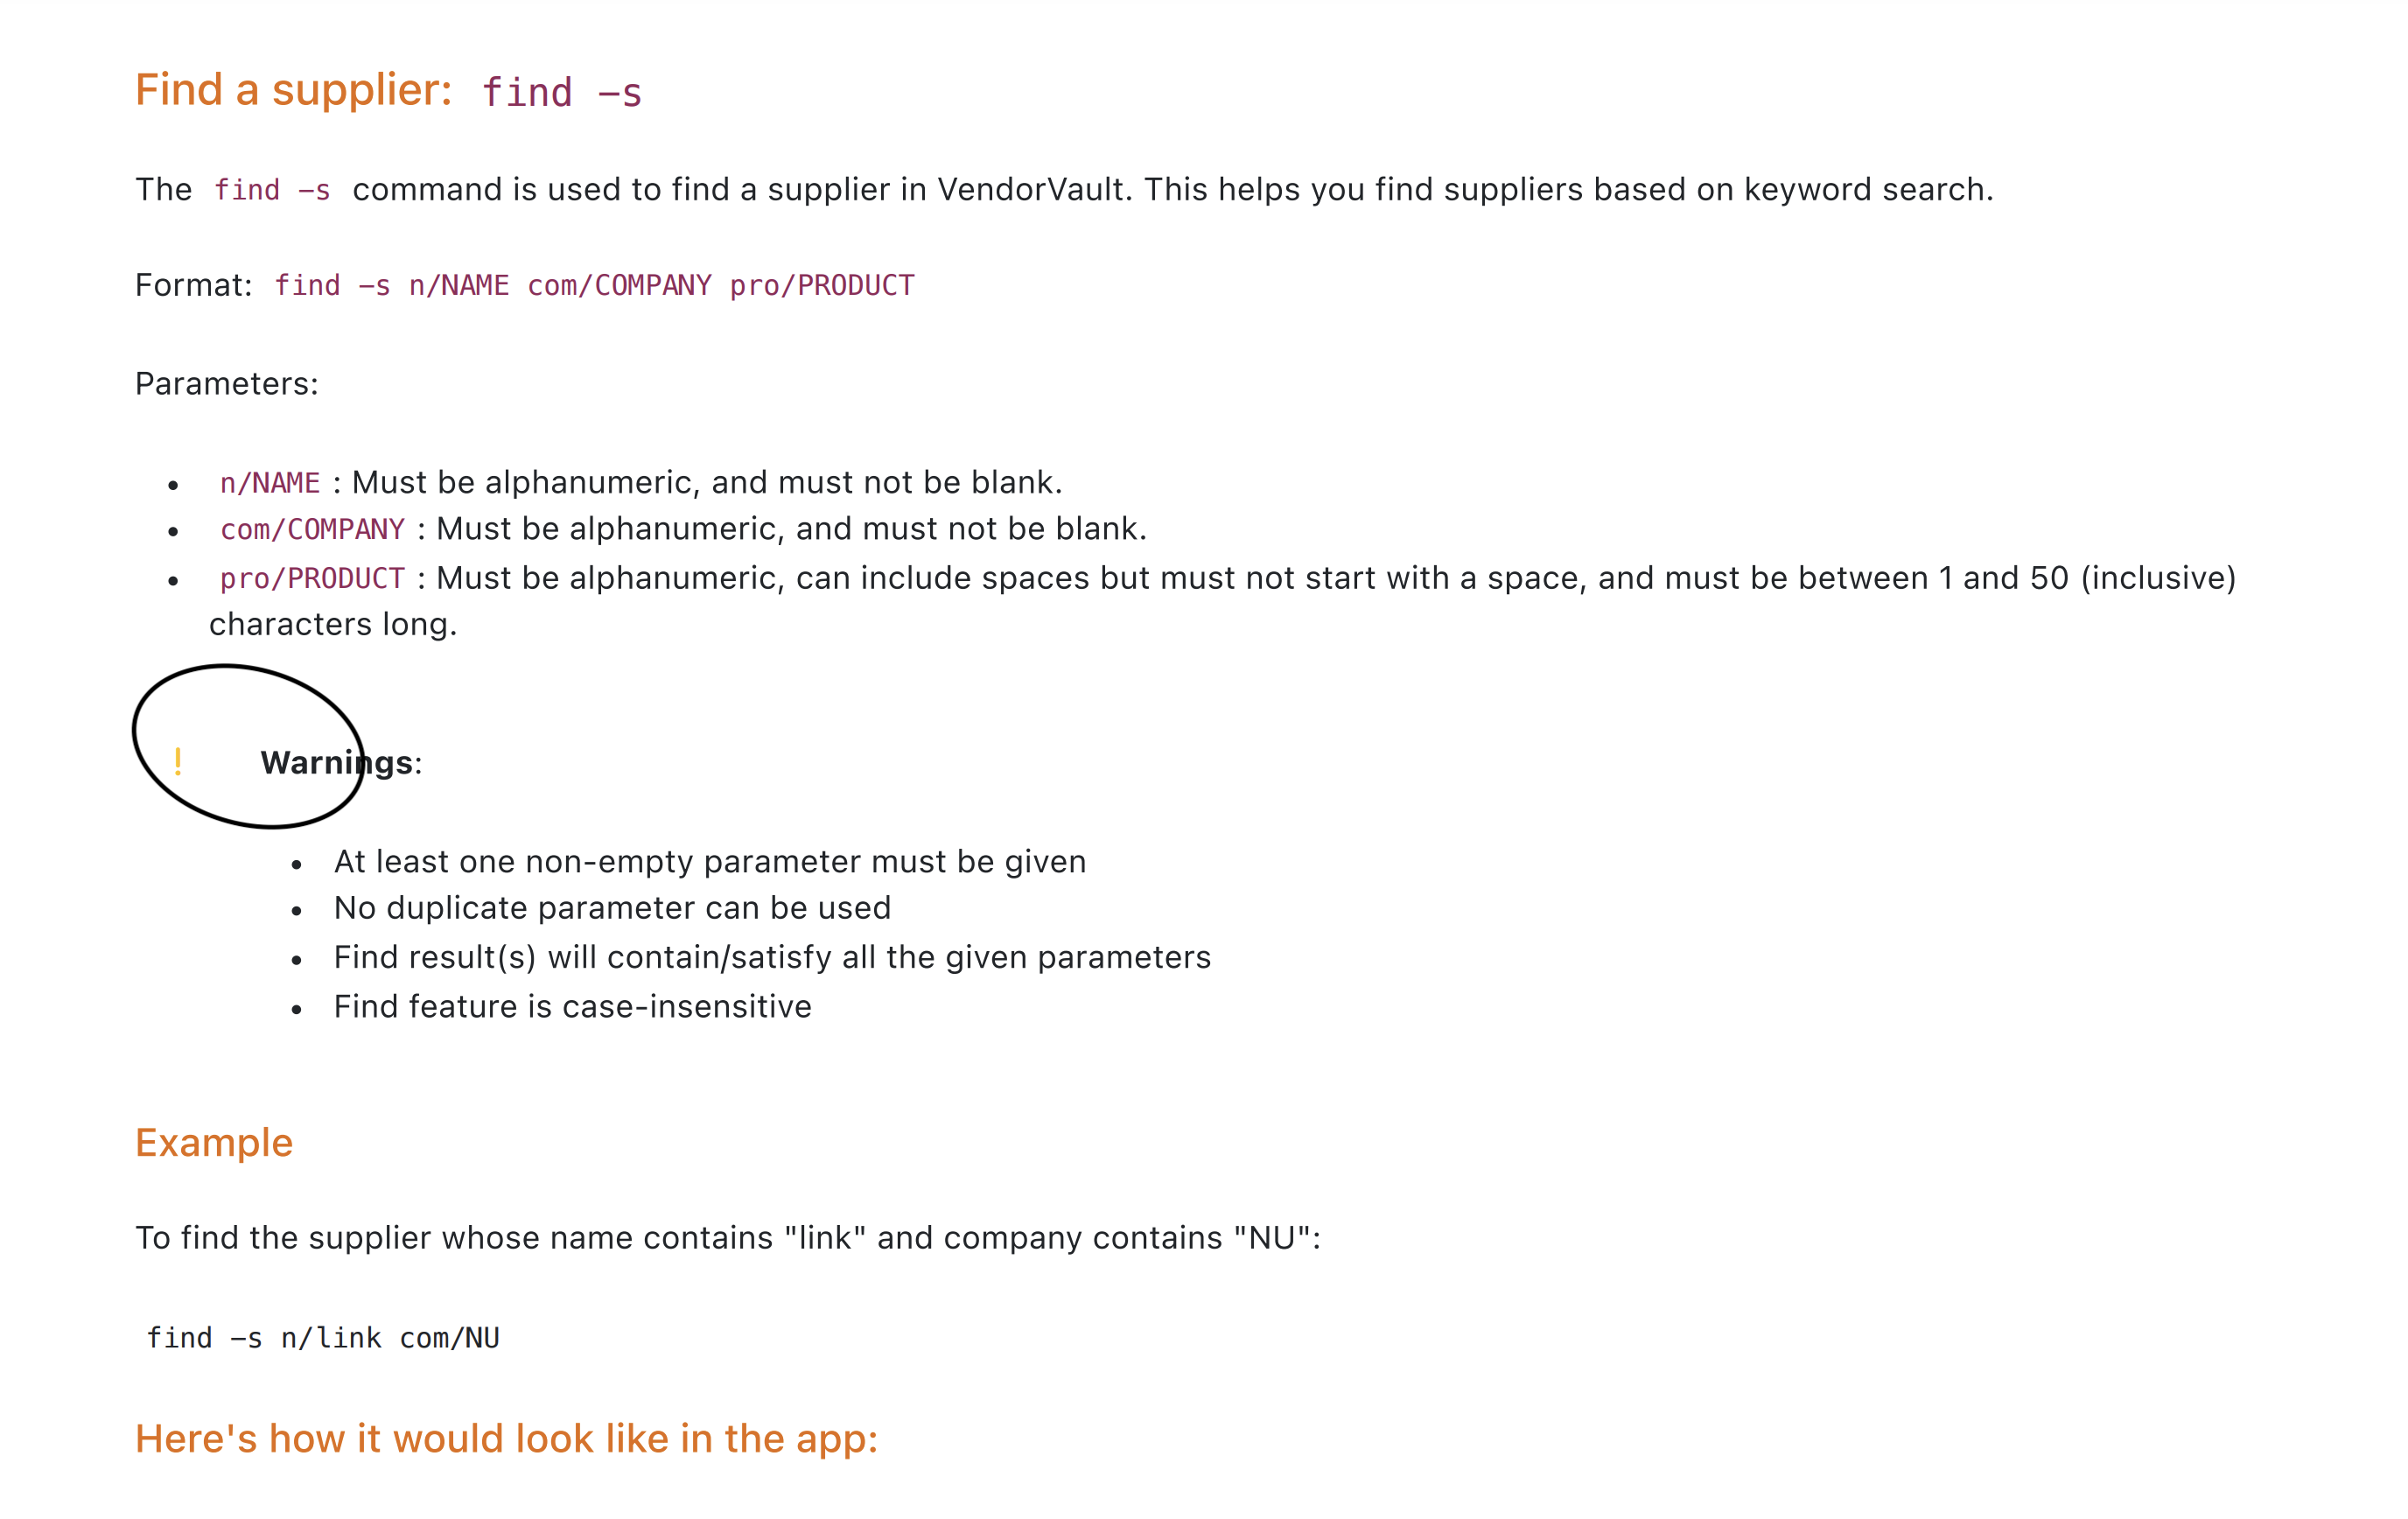 Find a supplier: find -s
The find -s command is used to find a supplier in VendorVault. This helps you find suppliers based on keyword search.
Format: find -s n/NAME com/COMPANY pro/PRODUCT
Parameters:
• n/NAME : Must be alphanumeric, and must not be blank.
• com/COMPANY : Must be alphanumeric, and must not be blank.
• pro/PRODUCT : Must be alphanumeric, can include spaces but must not start with a space, and must be between 1 and 50 (inclusive)
characters long.
! Warnings:
• At least one non-empty parameter must be given
• No duplicate parameter can be used
• Find result(s) will contain/satisfy all the given parameters
• Find feature is case-insensitive
Example
To find the supplier whose name contains "link" and company contains "NU":
find -s n/link com/NU
Here's how it would look like in the app: